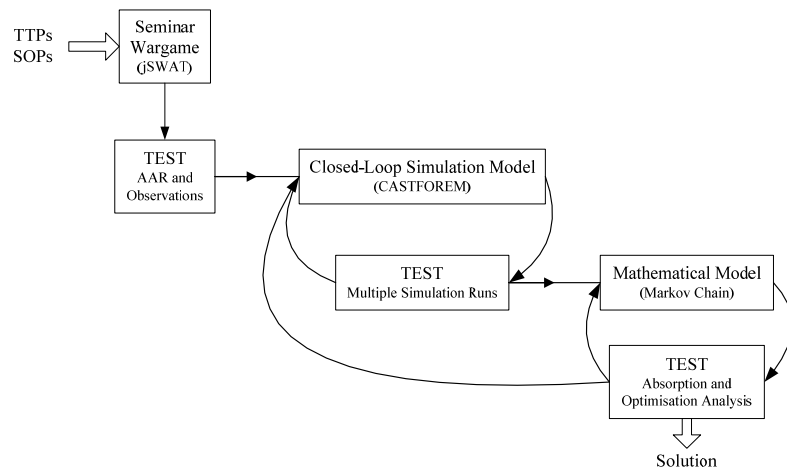 TTPs
SOPs
Seminar
Wargame
(jSWAT)
TEST
AAR and
Observations
Closed-Loop Simulation Model
(CASTFOREM)
TEST
Multiple Simulation Runs
Mathematical Model
(Markov Chain)
TEST
Absorption and
Optimisation Analysis
Solution